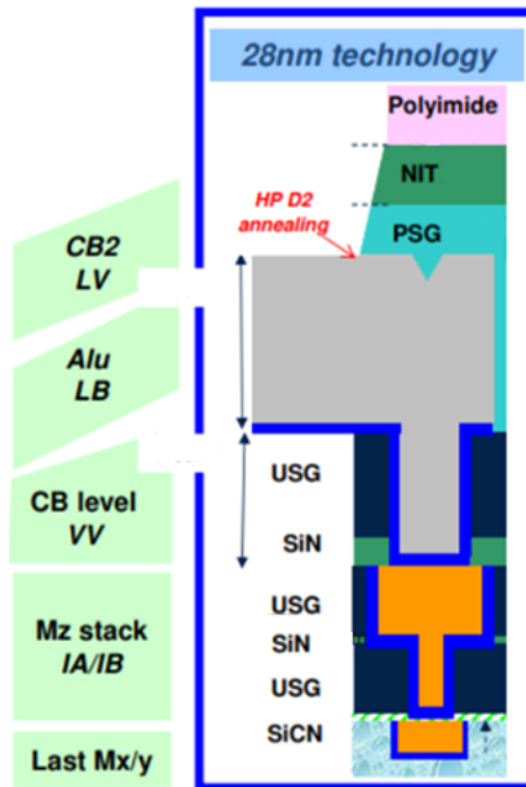 28nm technology
Polyimide
NIT
HP D2
annealing
PSG
CB2
LV
Alu
LB
USG
CB level
VV
SiN
USG
Mz stack
IA/IB
SiN
USG
SiCN
Last Mx/y